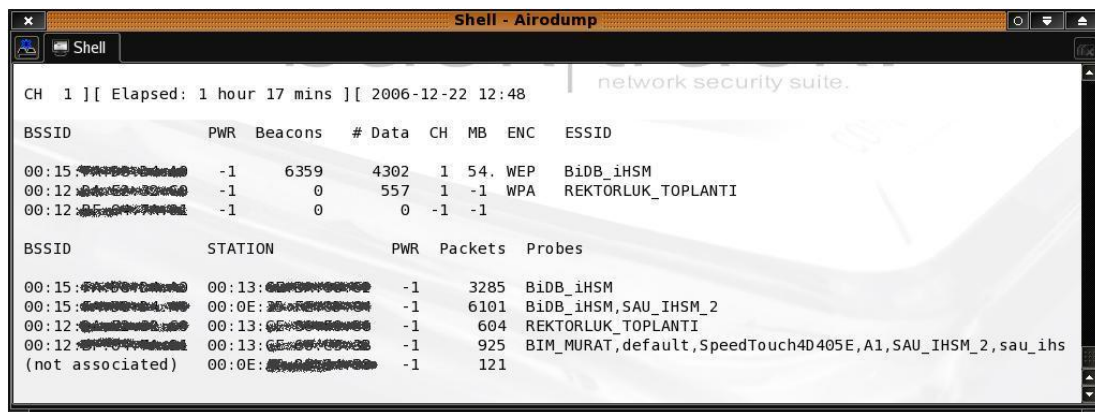 Shell - Airodump
Shell
network security suite.
CH 1 ][ Elapsed: 1 hour 17 mins ][ 2006-12-22 12:48
BSSID PWR Beacons # Data CH MB ENC ESSID
00:15: -1 6359 4302 1 54. WEP BiDB_iHSM
00:12 -1 0 557 1 -1 WPA REKTORLUK_TOPLANTI
00:12 -1 0 0 -1 -1
BSSID STATION PWR Packets Probes
00:15: 00:13: -1 3285 BiDB_iHSM
00:15: 00:0E: -1 6101 BiDB_iHSM,SAU_IHSM_2
00:12: 00:13: -1 604 REKTORLUK_TOPLANTI
00:12: 00:13: -1 925 BIM_MURAT,default,SpeedTouch4D405E,A1,SAU_IHSM_2,sau_ihs
(not associated) 00:0E: -1 121